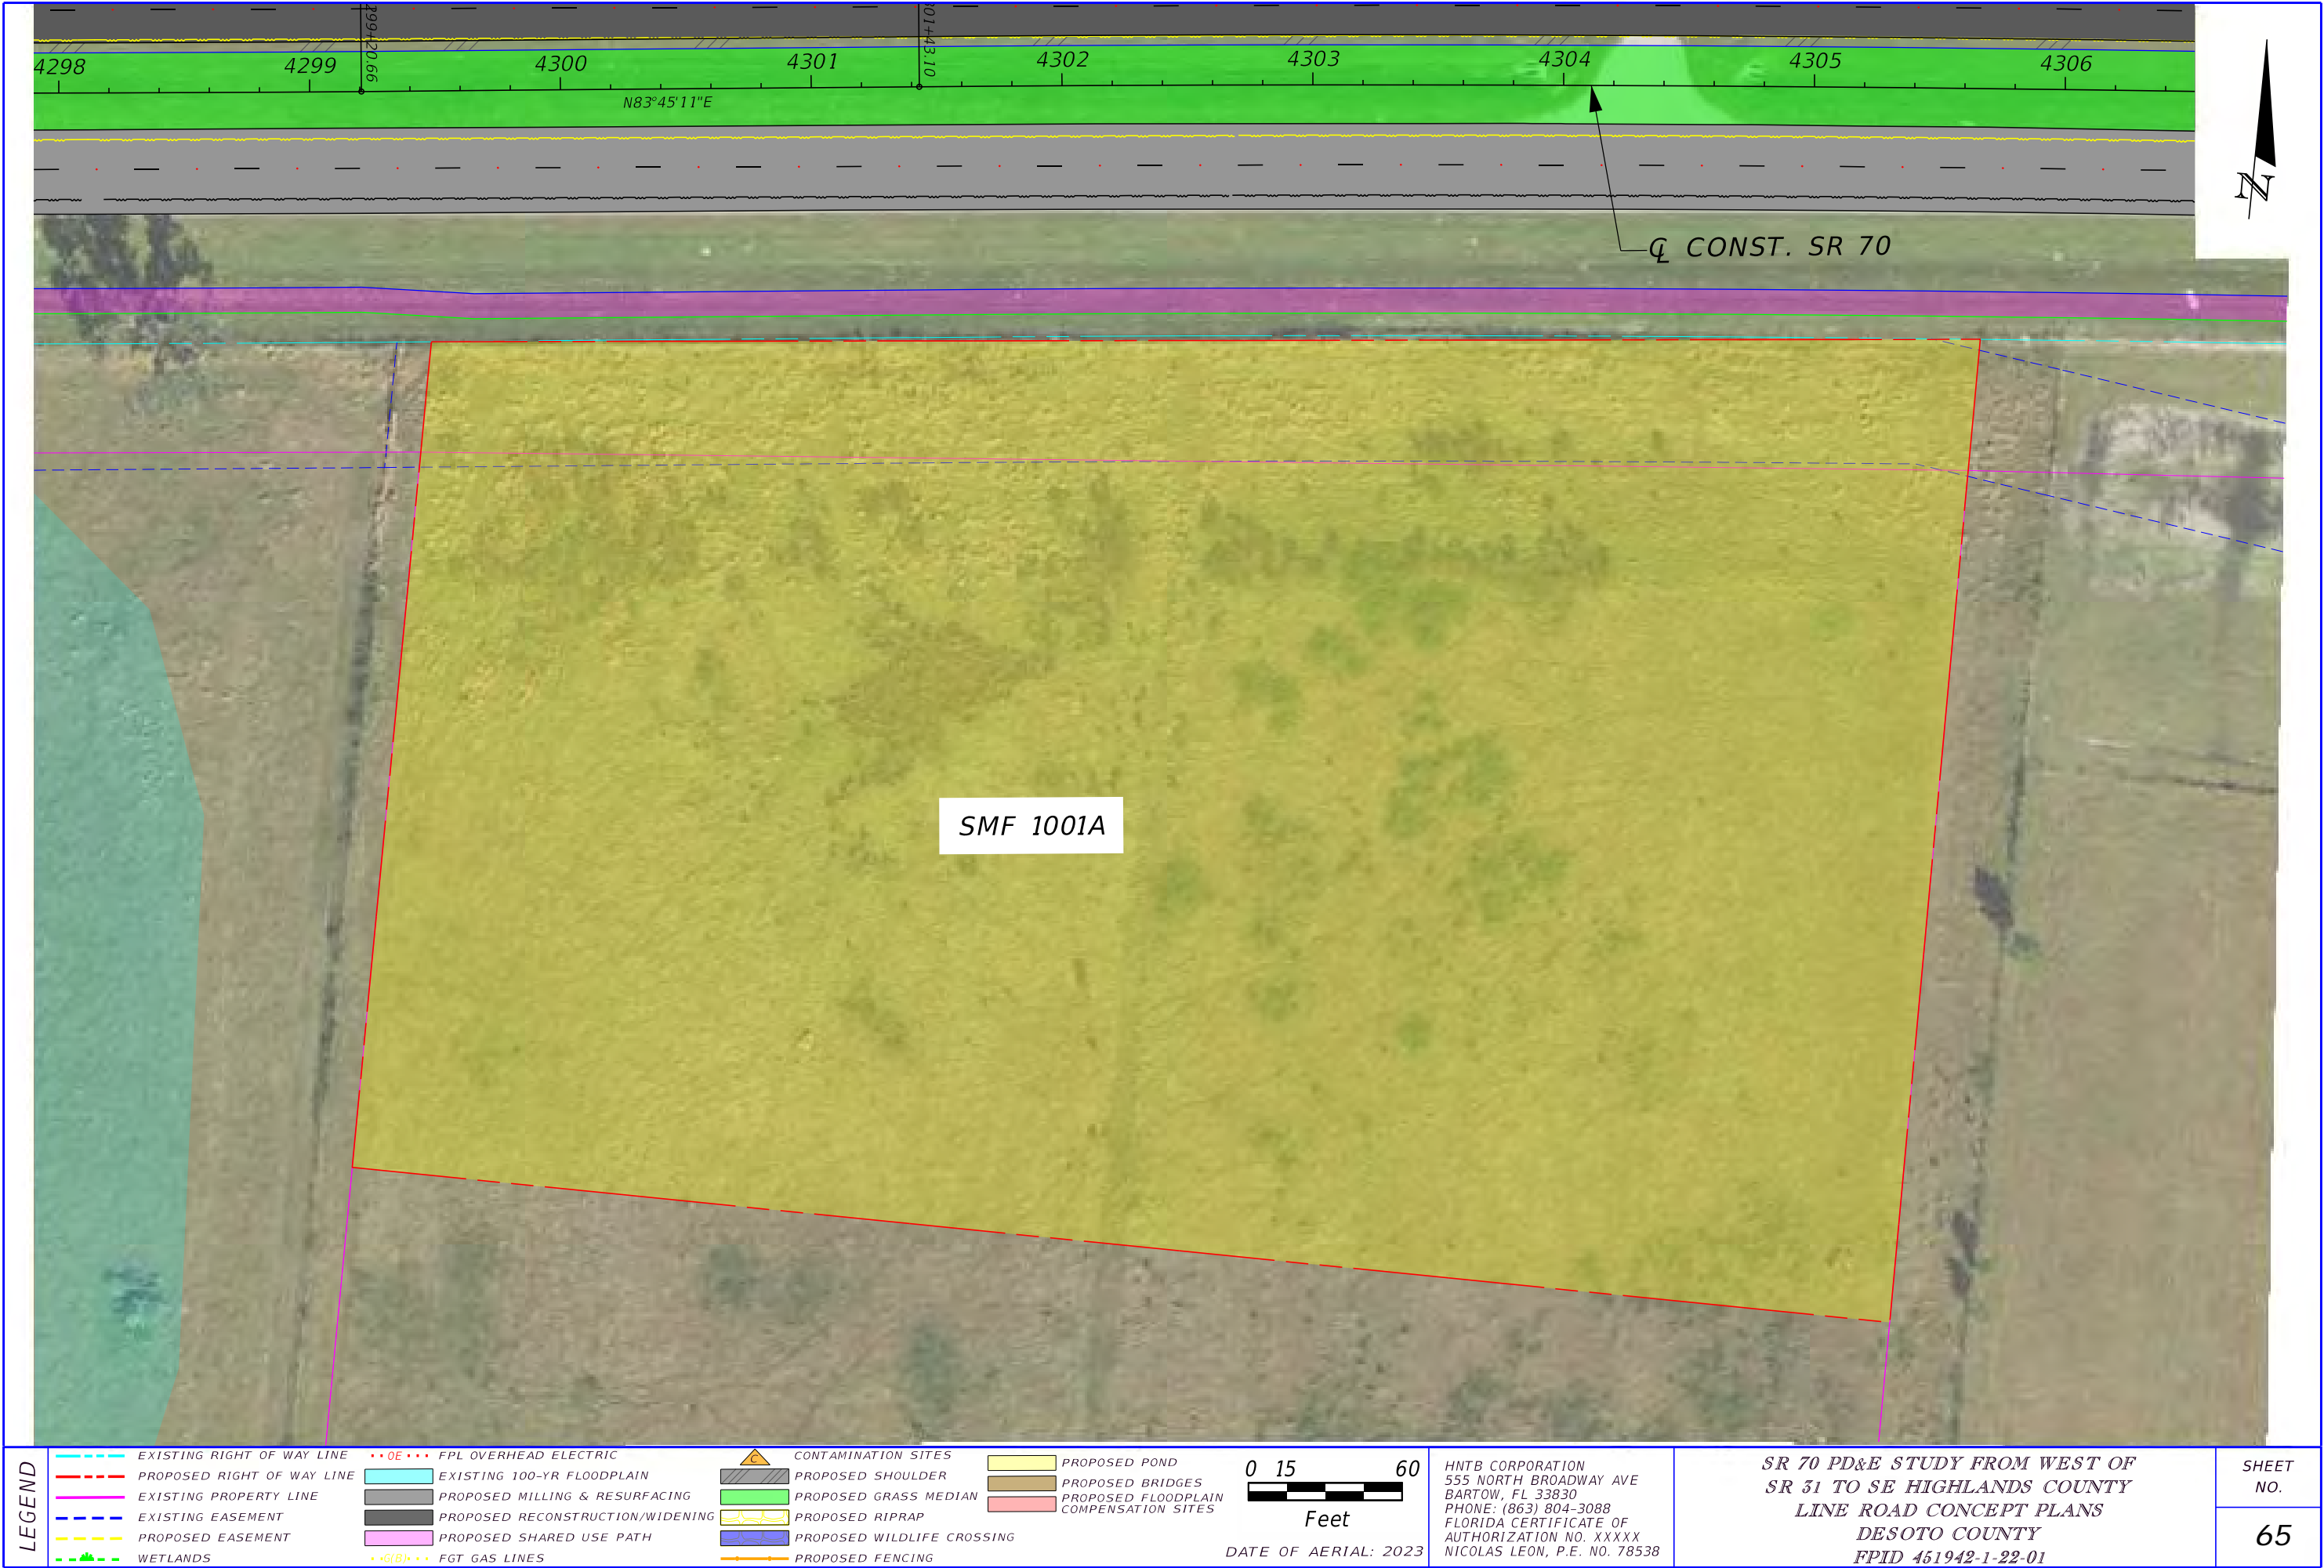 299+20.66
301+43.10
4298
4299
4300
4301
4302
4303
4304
4305
4306
N83°45'11"E
N
℄ CONST. SR 70
SMF 1001A
LEGEND
EXISTING RIGHT OF WAY LINE
PROPOSED RIGHT OF WAY LINE
EXISTING PROPERTY LINE
EXISTING EASEMENT
PROPOSED EASEMENT
WETLANDS
OE
FPL OVERHEAD ELECTRIC
EXISTING 100-YR FLOODPLAIN
PROPOSED MILLING & RESURFACING
PROPOSED RECONSTRUCTION/WIDENING
PROPOSED SHARED USE PATH
FGT GAS LINES
C
CONTAMINATION SITES
PROPOSED SHOULDER
PROPOSED GRASS MEDIAN
PROPOSED RIPRAP
PROPOSED WILDLIFE CROSSING
PROPOSED FENCING
PROPOSED POND
PROPOSED BRIDGES
PROPOSED FLOODPLAIN
COMPENSATION SITES
0 15 60
Feet
DATE OF AERIAL: 2023
HNTB CORPORATION
555 NORTH BROADWAY AVE
BARTOW, FL 33830
PHONE: (863) 804-3088
FLORIDA CERTIFICATE OF
AUTHORIZATION NO. XXXXX
NICOLAS LEON, P.E. NO. 78538
SR 70 PD&E STUDY FROM WEST OF
SR 31 TO SE HIGHLANDS COUNTY
LINE ROAD CONCEPT PLANS
DESOTO COUNTY
FPID 451942-1-22-01
SHEET
NO.
65